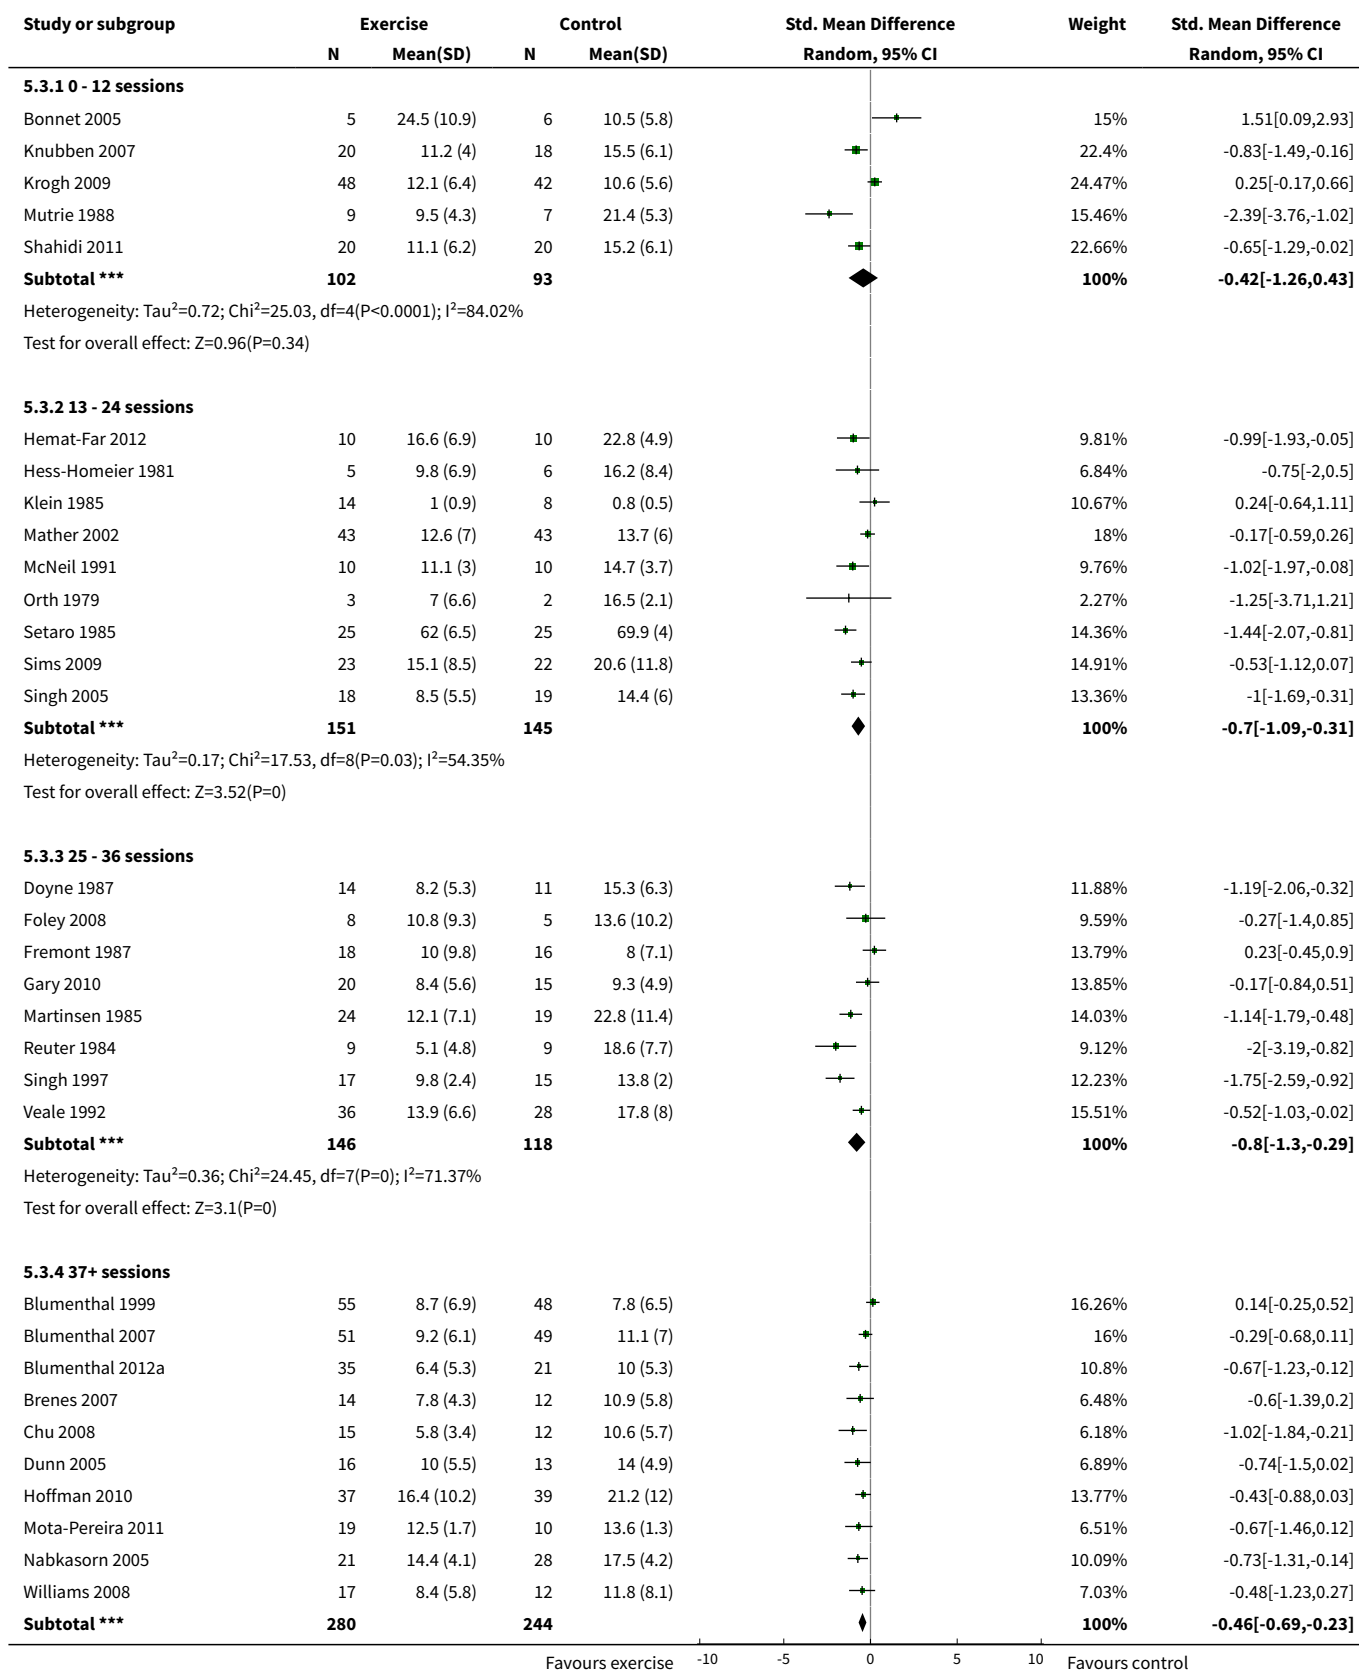 Study or subgroup Exercise Control Std. Mean Difference Weight Std. Mean Difference
N Mean(SD) N Mean(SD) Random, 95% CI Random, 95% CI
5.3.1 0 - 12 sessions
Bonnet 2005 5 24.5 (10.9) 6 10.5 (5.8) 15% 1.51[0.09,2.93]
Knubben 2007 20 11.2 (4) 18 15.5 (6.1) 22.4% -0.83[-1.49,-0.16]
Krogh 2009 48 12.1 (6.4) 42 10.6 (5.6) 24.47% 0.25[-0.17,0.66]
Mutrie 1988 9 9.5 (4.3) 7 21.4 (5.3) 15.46% -2.39[-3.76,-1.02]
Shahidi 2011 20 11.1 (6.2) 20 15.2 (6.1) 22.66% -0.65[-1.29,-0.02]
Subtotal *** 102 93 100% -0.42[-1.26,0.43]
Heterogeneity: Tau²=0.72; Chi²=25.03, df=4(P<0.0001); I²=84.02%
Test for overall effect: Z=0.96(P=0.34)
5.3.2 13 - 24 sessions
Hemat-Far 2012 10 16.6 (6.9) 10 22.8 (4.9) 9.81% -0.99[-1.93,-0.05]
Hess-Homeier 1981 5 9.8 (6.9) 6 16.2 (8.4) 6.84% -0.75[-2,0.5]
Klein 1985 14 1 (0.9) 8 0.8 (0.5) 10.67% 0.24[-0.64,1.11]
Mather 2002 43 12.6 (7) 43 13.7 (6) 18% -0.17[-0.59,0.26]
McNeil 1991 10 11.1 (3) 10 14.7 (3.7) 9.76% -1.02[-1.97,-0.08]
Orth 1979 3 7 (6.6) 2 16.5 (2.1) 2.27% -1.25[-3.71,1.21]
Setaro 1985 25 62 (6.5) 25 69.9 (4) 14.36% -1.44[-2.07,-0.81]
Sims 2009 23 15.1 (8.5) 22 20.6 (11.8) 14.91% -0.53[-1.12,0.07]
Singh 2005 18 8.5 (5.5) 19 14.4 (6) 13.36% -1[-1.69,-0.31]
Subtotal *** 151 145 100% -0.7[-1.09,-0.31]
Heterogeneity: Tau²=0.17; Chi²=17.53, df=8(P=0.03); I²=54.35%
Test for overall effect: Z=3.52(P=0)
5.3.3 25 - 36 sessions
Doyne 1987 14 8.2 (5.3) 11 15.3 (6.3) 11.88% -1.19[-2.06,-0.32]
Foley 2008 8 10.8 (9.3) 5 13.6 (10.2) 9.59% -0.27[-1.4,0.85]
Fremont 1987 18 10 (9.8) 16 8 (7.1) 13.79% 0.23[-0.45,0.9]
Gary 2010 20 8.4 (5.6) 15 9.3 (4.9) 13.85% -0.17[-0.84,0.51]
Martinsen 1985 24 12.1 (7.1) 19 22.8 (11.4) 14.03% -1.14[-1.79,-0.48]
Reuter 1984 9 5.1 (4.8) 9 18.6 (7.7) 9.12% -2[-3.19,-0.82]
Singh 1997 17 9.8 (2.4) 15 13.8 (2) 12.23% -1.75[-2.59,-0.92]
Veale 1992 36 13.9 (6.6) 28 17.8 (8) 15.51% -0.52[-1.03,-0.02]
Subtotal *** 146 118 100% -0.8[-1.3,-0.29]
Heterogeneity: Tau²=0.36; Chi²=24.45, df=7(P=0); I²=71.37%
Test for overall effect: Z=3.1(P=0)
5.3.4 37+ sessions
Blumenthal 1999 55 8.7 (6.9) 48 7.8 (6.5) 16.26% 0.14[-0.25,0.52]
Blumenthal 2007 51 9.2 (6.1) 49 11.1 (7) 16% -0.29[-0.68,0.11]
Blumenthal 2012a 35 6.4 (5.3) 21 10 (5.3) 10.8% -0.67[-1.23,-0.12]
Brenes 2007 14 7.8 (4.3) 12 10.9 (5.8) 6.48% -0.6[-1.39,0.2]
Chu 2008 15 5.8 (3.4) 12 10.6 (5.7) 6.18% -1.02[-1.84,-0.21]
Dunn 2005 16 10 (5.5) 13 14 (4.9) 6.89% -0.74[-1.5,0.02]
Hoffman 2010 37 16.4 (10.2) 39 21.2 (12) 13.77% -0.43[-0.88,0.03]
Mota-Pereira 2011 19 12.5 (1.7) 10 13.6 (1.3) 6.51% -0.67[-1.46,0.12]
Nabkasorn 2005 21 14.4 (4.1) 28 17.5 (4.2) 10.09% -0.73[-1.31,-0.14]
Williams 2008 17 8.4 (5.8) 12 11.8 (8.1) 7.03% -0.48[-1.23,0.27]
Subtotal *** 280 244 100% -0.46[-0.69,-0.23]
Favours exercise -10 -5 0 5 10 Favours control